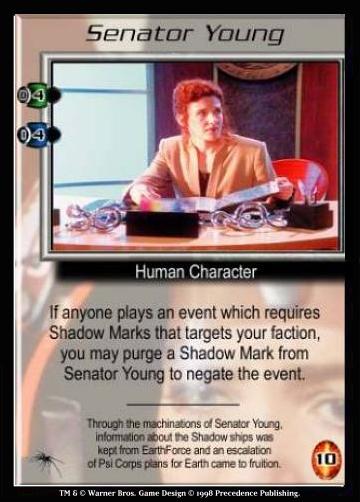 Senator Young
04
04
Human Character
If anyone plays an event which requires
Shadow Marks that targets your faction,
you may purge a Shadow Mark from
Senator Young to negate the event.
Through the machinations of Senator Young,
information about the Shadow ships was
kept from EarthForce and an escalation
of Psi Corps plans for Earth came to fruition.
10
TM & © Warner Bros. Game Design © 1998 Precedence Publishing.